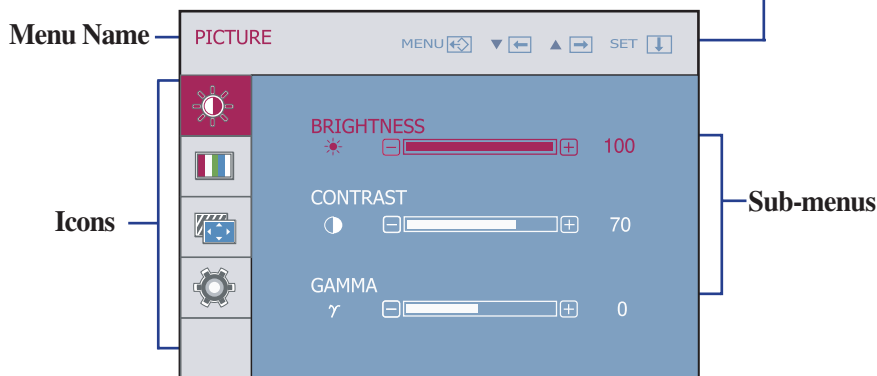 Menu Name
PICTURE MENU ▼ ▲ SET
BRIGHTNESS
100
CONTRAST
70
Icons
Sub-menus
GAMMA
γ 0